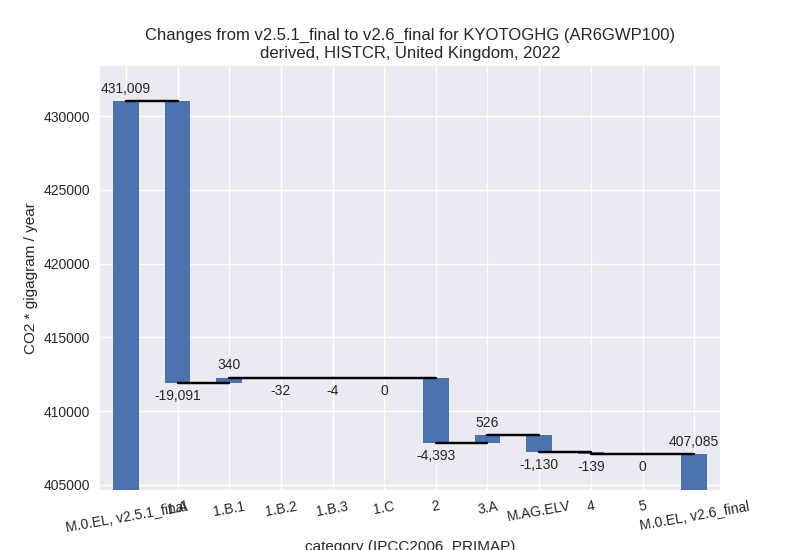 Changes from v2.5.1_final to v2.6_final for KYOTOGHG (AR6GWP100)
derived, HISTCR, United Kingdom, 2022
CO2 * gigagram / year
430000
425000
420000
415000
410000
405000
431,009
-19,091
340
-32
-4
0
-4,393
526
-1,130
-139
0
407,085
M.0.EL, v2.5.1_final
1.A
1.B.1
1.B.2
1.B.3
1.C
2
3.A
M.AG.ELV
4
5
M.0.EL, v2.6_final
category (IPCC2006_PRIMAP)